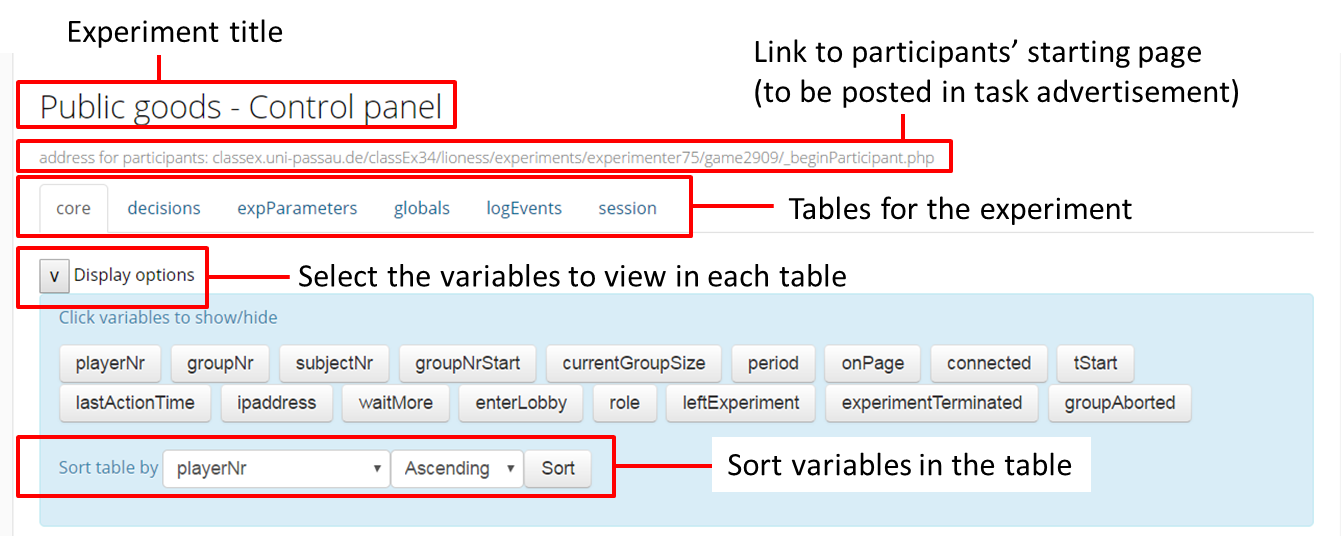 Experiment title
Link to participants’ starting page
(to be posted in task advertisement)
Public goods - Control panel
address for participants: classex.uni-passau.de/classEx34/lioness/experiments/experimenter75/game2909/_beginParticipant.php
core decisions expParameters globals logEvents session
Tables for the experiment
v Display options
Select the variables to view in each table
Click variables to show/hide
playerNr groupNr subjectNr groupNrStart currentGroupSize period onPage connected tStart
lastActionTime ipaddress waitMore enterLobby role leftExperiment experimentTerminated groupAborted
Sort table by playerNr Ascending Sort
Sort variables in the table